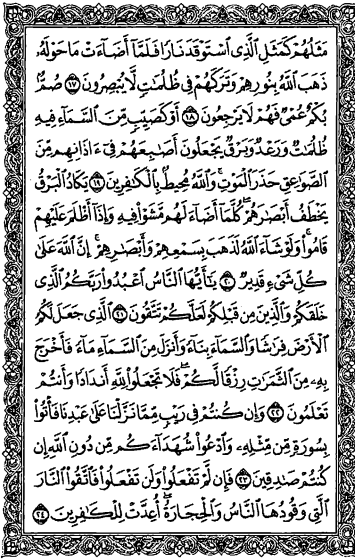 مَثَلُهُمْ كَمَثَلِ ٱلَّذِى ٱسْتَوْقَدَ نَارًا فَلَمَّآ أَضَآءَتْ مَا حَوْلَهُۥ
ذَهَبَ ٱللَّهُ بِنُورِهِمْ وَتَرَكَهُمْ فِى ظُلُمَٰتٍ لَّا يُبْصِرُونَ ١٧ صُمٌّۢ
بُكْمٌ عُمْىٌ فَهُمْ لَا يَرْجِعُونَ ١٨ أَوْ كَصَيِّبٍ مِّنَ ٱلسَّمَآءِ فِيهِ
ظُلُمَٰتٌ وَرَعْدٌ وَبَرْقٌ يَجْعَلُونَ أَصَٰبِعَهُمْ فِىٓ ءَاذَانِهِم مِّنَ
ٱلصَّوَٰعِقِ حَذَرَ ٱلْمَوْتِ ۚ وَٱللَّهُ مُحِيطٌۢ بِٱلْكَٰفِرِينَ ١٩ يَكَادُ ٱلْبَرْقُ
يَخْطَفُ أَبْصَٰرَهُمْ ۖ كُلَّمَآ أَضَآءَ لَهُم مَّشَوْا۟ فِيهِ وَإِذَآ أَظْلَمَ عَلَيْهِمْ
قَامُوا۟ ۚ وَلَوْ شَآءَ ٱللَّهُ لَذَهَبَ بِسَمْعِهِمْ وَأَبْصَٰرِهِمْ ۚ إِنَّ ٱللَّهَ عَلَىٰ
كُلِّ شَىْءٍ قَدِيرٌ ٢٠ يَٰٓأَيُّهَا ٱلنَّاسُ ٱعْبُدُوا۟ رَبَّكُمُ ٱلَّذِى
خَلَقَكُمْ وَٱلَّذِينَ مِن قَبْلِكُمْ لَعَلَّكُمْ تَتَّقُونَ ٢١ ٱلَّذِى جَعَلَ لَكُمُ
ٱلْأَرْضَ فِرَٰشًا وَٱلسَّمَآءَ بِنَآءً وَأَنزَلَ مِنَ ٱلسَّمَآءِ مَآءً فَأَخْرَجَ
بِهِۦ مِنَ ٱلثَّمَرَٰتِ رِزْقًا لَّكُمْ ۖ فَلَا تَجْعَلُوا۟ لِلَّهِ أَندَادًا وَأَنتُمْ
تَعْلَمُونَ ٢٢ وَإِن كُنتُمْ فِى رَيْبٍ مِّمَّا نَزَّلْنَا عَلَىٰ عَبْدِنَا فَأْتُوا۟
بِسُورَةٍ مِّن مِّثْلِهِۦ وَٱدْعُوا۟ شُهَدَآءَكُم مِّن دُونِ ٱللَّهِ إِن
كُنتُمْ صَٰدِقِينَ ٢٣ فَإِن لَّمْ تَفْعَلُوا۟ وَلَن تَفْعَلُوا۟ فَٱتَّقُوا۟ ٱلنَّارَ
ٱلَّتِى وَقُودُهَا ٱلنَّاسُ وَٱلْحِجَارَةُ ۖ أُعِدَّتْ لِلْكَٰفِرِينَ ٢٤